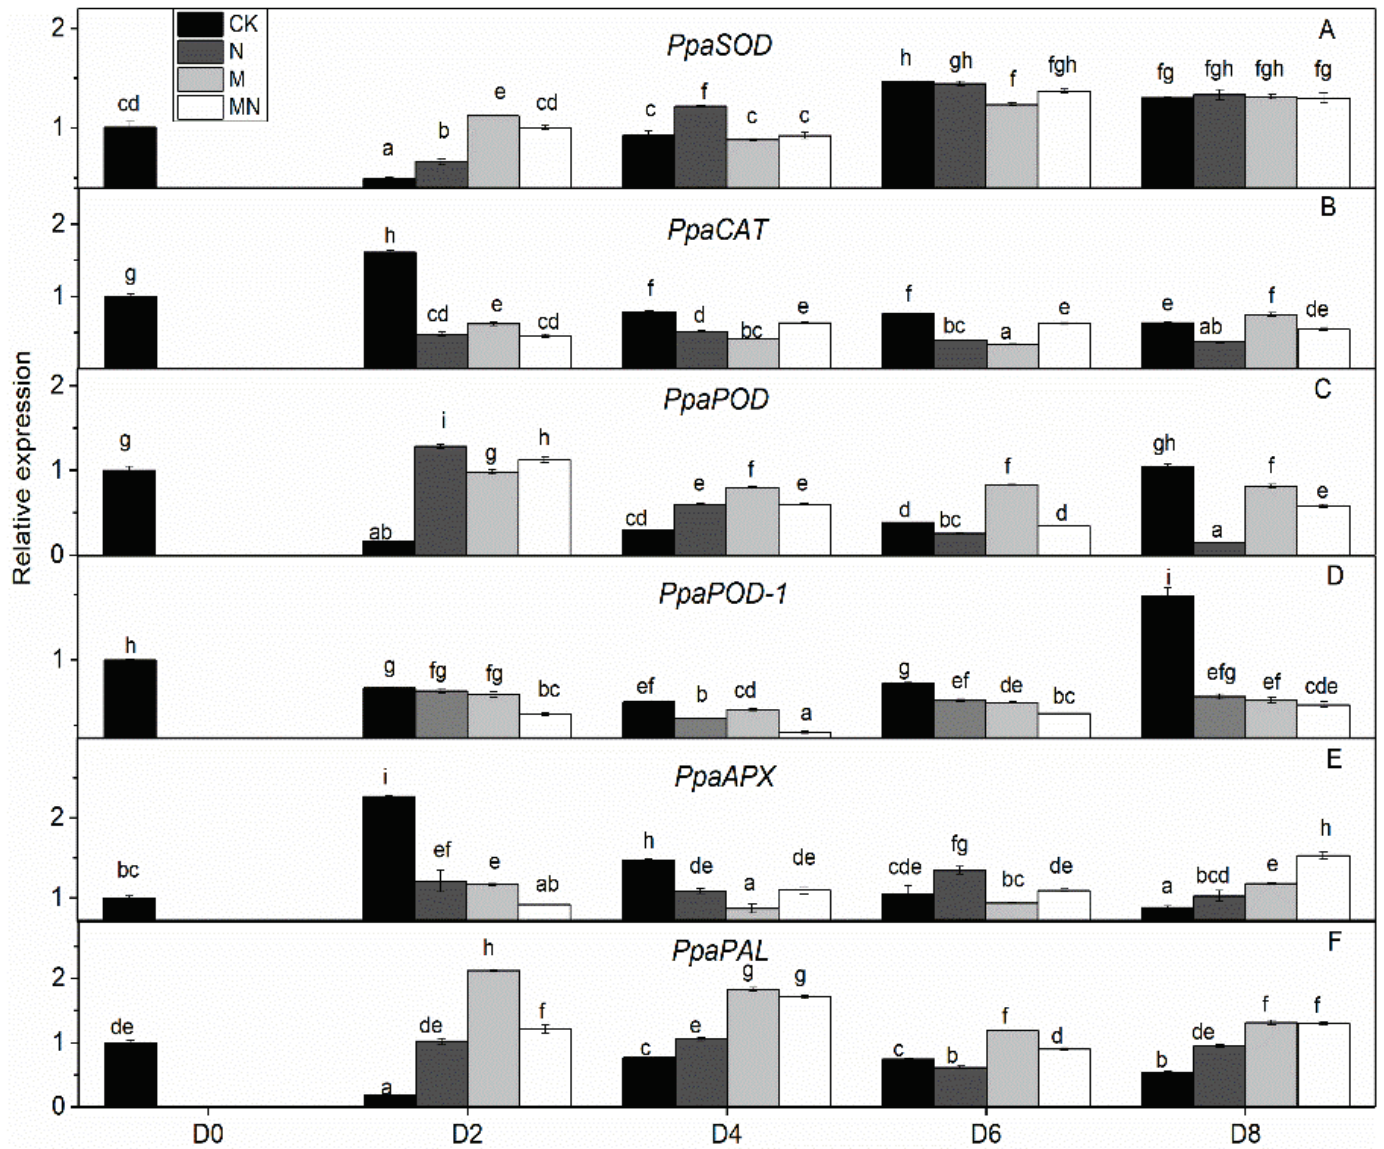 Relative expression
CK
N
M
MN
PpaSOD
A
2
1
cd
a b e cd
c f c c
h gh f fgh
fg fgh fgh fg
PpaCAT
B
2
1
g
h cd e cd
f d bc e
f bc a e
e ab f de
PpaPOD
C
2
1
0
g
ab i g h
cd e f e
d bc f d
gh a f e
PpaPOD-1
D
1
h
g fg fg bc
ef b cd a
g ef de bc
i efg ef cde
PpaAPX
E
2
1
bc
i ef e ab
h de a de
cde fg bc de
a bcd e h
PpaPAL
F
2
1
0
de
a de h f
c e g g
c b f d
b de f f
D0 D2 D4 D6 D8